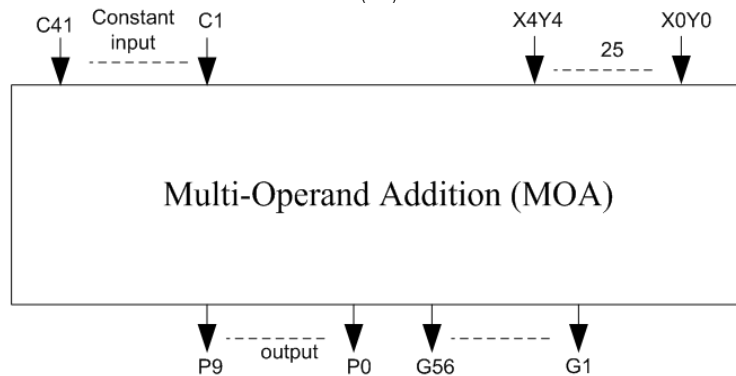 C41 Constant input C1 X4Y4 25 X0Y0
Multi-Operand Addition (MOA)
P9 output P0 G56 G1